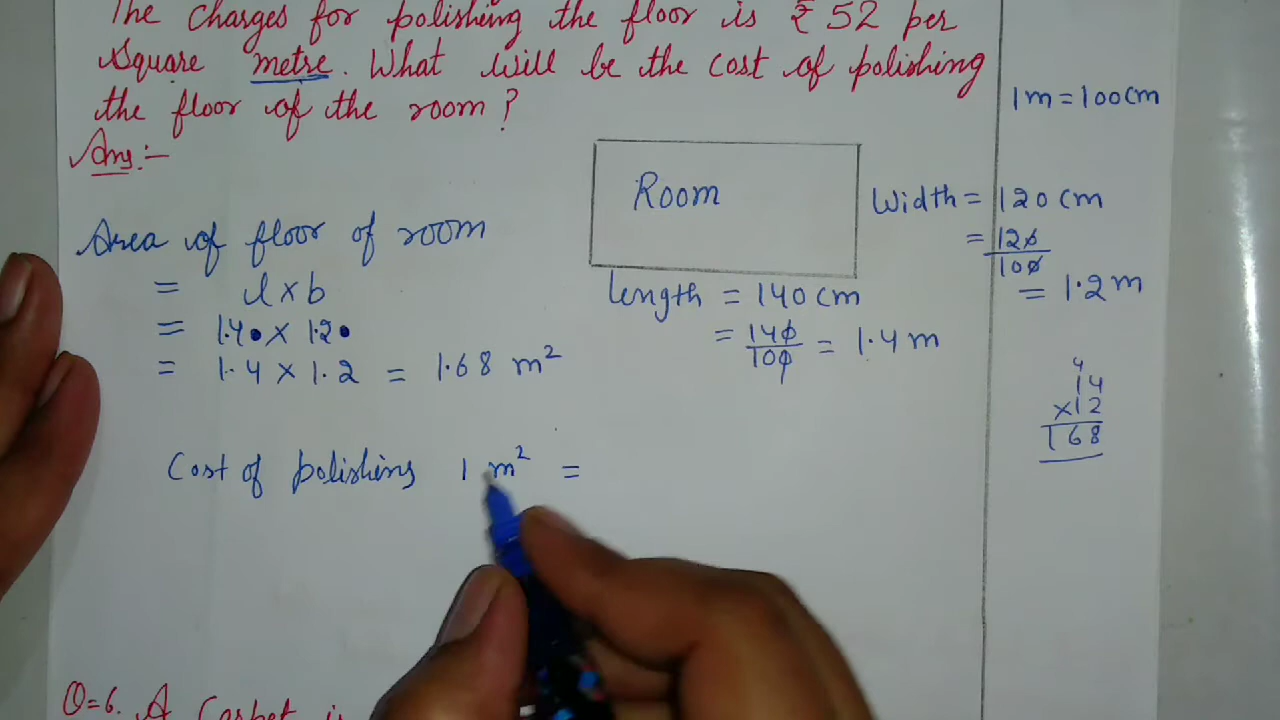 The charges for polishing the floor is ₹ 52 per
square metre. What will be the cost of polishing
the floor of the room?
Ans:-
1m = 100cm
Room
Width = 120 cm
= 120/100
= 1.2 m
length = 140 cm
= 140/100 = 1.4 m
Area of floor of room
= l × b
= 1.40 × 1.20
= 1.4 × 1.2 = 1.68 m²
4
14
×12
168
Cost of polishing 1 m² =
Q=6. A Carpet is